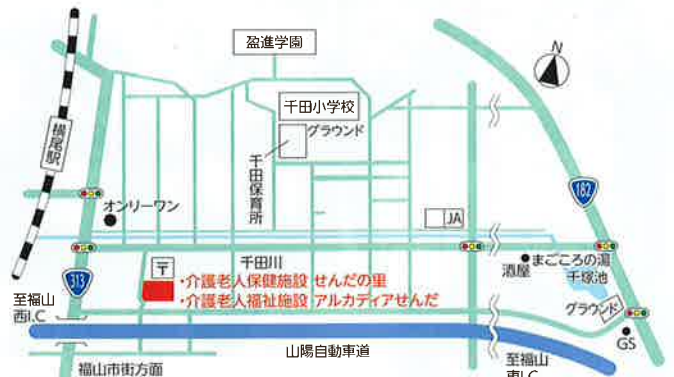 盈進学園
N
千田小学校
グラウンド
横尾駅
千田保育所
182
オンリーワン
JA
千田川
まごころの湯
酒屋
千塚池
〒
313
・介護老人保健施設 せんだの里
・介護老人福祉施設 アルカディアせんだ
至福山
西I.C
グラウンド
GS
山陽自動車道
至福山
東I.C
福山市街方面